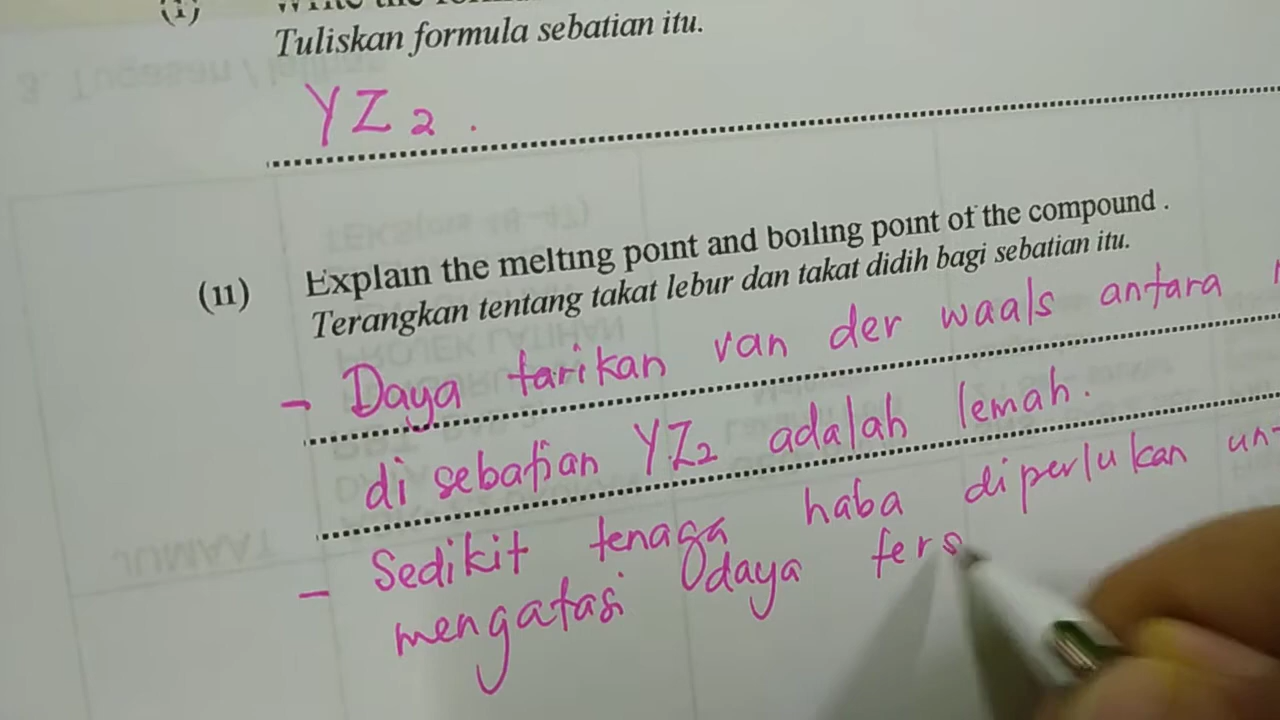 (i)
Tuliskan formula sebatian itu.
YZ2.
(ii) Explain the melting point and boiling point of the compound.
Terangkan tentang takat lebur dan takat didih bagi sebatian itu.
- Daya tarikan van der waals antara
di sebatian YZ2 adalah lemah.
- Sedikit tenaga haba diperlukan un
mengatasi daya ters